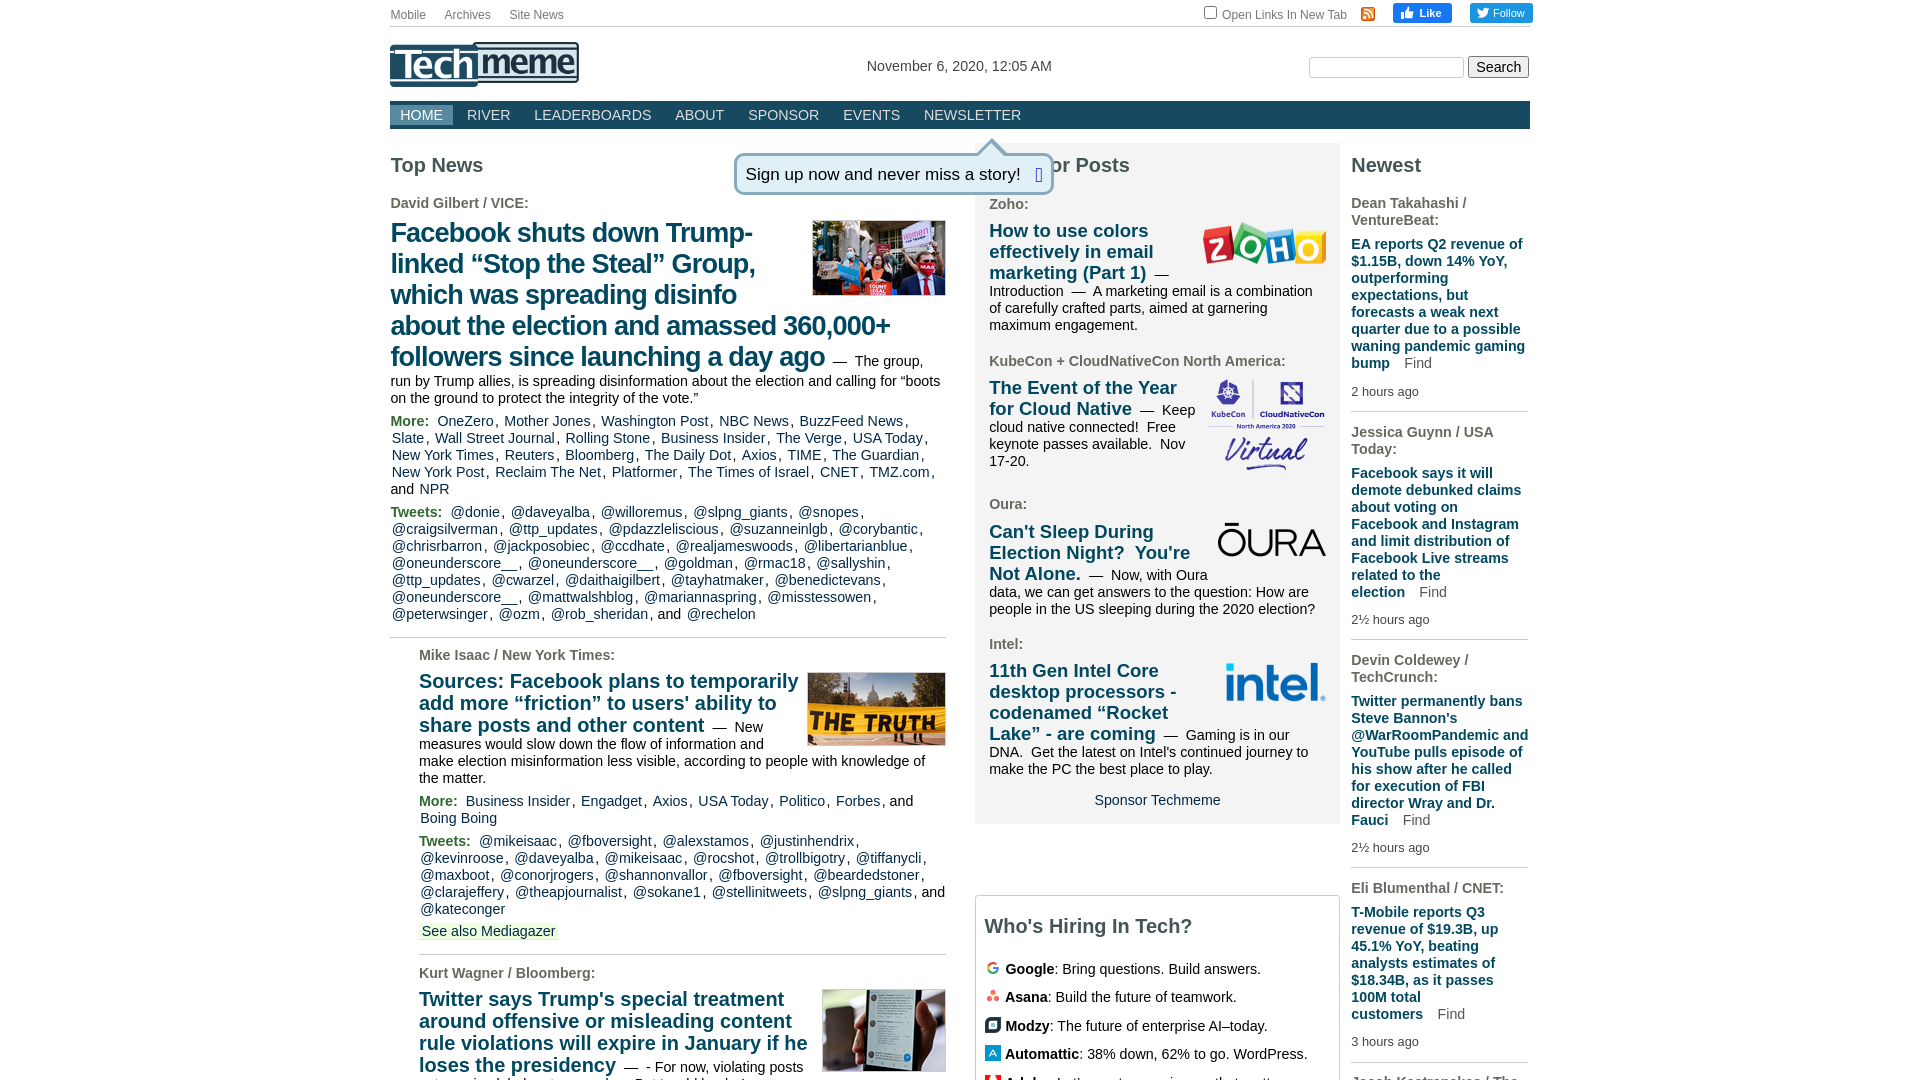 Mobile Archives Site News
Open Links In New Tab Like Follow
Techmeme
November 6, 2020, 12:05 AM
Search
HOME RIVER LEADERBOARDS ABOUT SPONSOR EVENTS NEWSLETTER
Sign up now and never miss a story!
Top News
David Gilbert / VICE:
Facebook shuts down Trump-
linked “Stop the Steal” Group,
which was spreading disinfo
about the election and amassed 360,000+
followers since launching a day ago — The group,
run by Trump allies, is spreading disinformation about the election and calling for “boots
on the ground to protect the integrity of the vote.”
More: OneZero, Mother Jones, Washington Post, NBC News, BuzzFeed News,
Slate, Wall Street Journal, Rolling Stone, Business Insider, The Verge, USA Today,
New York Times, Reuters, Bloomberg, The Daily Dot, Axios, TIME, The Guardian,
New York Post, Reclaim The Net, Platformer, The Times of Israel, CNET, TMZ.com,
and NPR
Tweets: @donie, @daveyalba, @willoremus, @slpng_giants, @snopes,
@craigsilverman, @ttp_updates, @pdazzleliscious, @suzanneinlgb, @corybantic,
@chrisrbarron, @jackposobiec, @ccdhate, @realjameswoods, @libertarianblue,
@oneunderscore__, @oneunderscore__, @goldman, @rmac18, @sallyshin,
@ttp_updates, @cwarzel, @daithaigilbert, @tayhatmaker, @benedictevans,
@oneunderscore__, @mattwalshblog, @mariannaspring, @misstessowen,
@peterwsinger, @ozm, @rob_sheridan, and @rechelon
Mike Isaac / New York Times:
Sources: Facebook plans to temporarily
add more “friction” to users' ability to
share posts and other content — New
measures would slow down the flow of information and
make election misinformation less visible, according to people with knowledge of
the matter.
THE TRUTH
More: Business Insider, Engadget, Axios, USA Today, Politico, Forbes, and
Boing Boing
Tweets: @mikeisaac, @fboversight, @alexstamos, @justinhendrix,
@kevinroose, @daveyalba, @mikeisaac, @rocshot, @trollbigotry, @tiffanycli,
@maxboot, @conorjrogers, @shannonvallor, @fboversight, @beardedstoner,
@clarajeffery, @theapjournalist, @sokane1, @stellinitweets, @slpng_giants, and
@kateconger
See also Mediagazer
Kurt Wagner / Bloomberg:
Twitter says Trump's special treatment
around offensive or misleading content
rule violations will expire in January if he
loses the presidency — - For now, violating posts
or Posts
Zoho:
How to use colors
effectively in email
marketing (Part 1) —
Introduction — A marketing email is a combination
of carefully crafted parts, aimed at garnering
maximum engagement.
ZOHO
KubeCon + CloudNativeCon North America:
The Event of the Year
for Cloud Native — Keep
cloud native connected! Free
keynote passes available. Nov
17-20.
KubeCon CloudNativeCon
North America 2020
Virtual
Oura:
Can't Sleep During
Election Night? You're
Not Alone. — Now, with Oura
data, we can get answers to the question: How are
people in the US sleeping during the 2020 election?
ŌURA
Intel:
11th Gen Intel Core
desktop processors -
codenamed “Rocket
Lake” - are coming — Gaming is in our
DNA. Get the latest on Intel's continued journey to
make the PC the best place to play.
intel.
Sponsor Techmeme
Who's Hiring In Tech?
Google: Bring questions. Build answers.
Asana: Build the future of teamwork.
Modzy: The future of enterprise AI–today.
Automattic: 38% down, 62% to go. WordPress.
Newest
Dean Takahashi /
VentureBeat:
EA reports Q2 revenue of
$1.15B, down 14% YoY,
outperforming
expectations, but
forecasts a weak next
quarter due to a possible
waning pandemic gaming
bump Find
2 hours ago
Jessica Guynn / USA
Today:
Facebook says it will
demote debunked claims
about voting on
Facebook and Instagram
and limit distribution of
Facebook Live streams
related to the
election Find
2½ hours ago
Devin Coldewey /
TechCrunch:
Twitter permanently bans
Steve Bannon's
@WarRoomPandemic and
YouTube pulls episode of
his show after he called
for execution of FBI
director Wray and Dr.
Fauci Find
2½ hours ago
Eli Blumenthal / CNET:
T-Mobile reports Q3
revenue of $19.3B, up
45.1% YoY, beating
analysts estimates of
$18.34B, as it passes
100M total
customers Find
3 hours ago